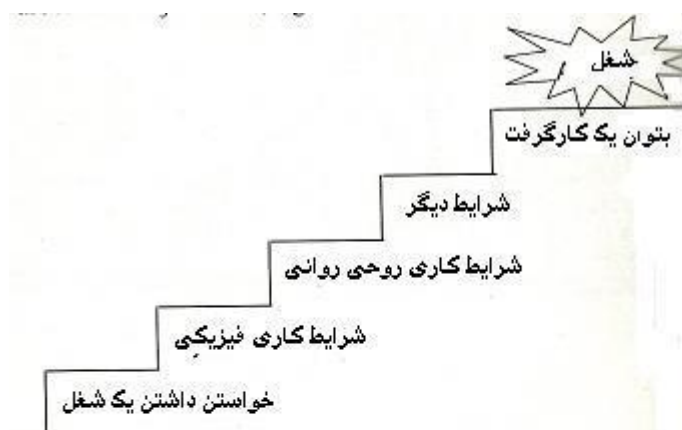 شغل
بتوان یک کارگرفت
شرایط دیگر
شرایط کاری روحی روانی
شرایط کاری فیزیکی
خواستن داشتن یک شغل